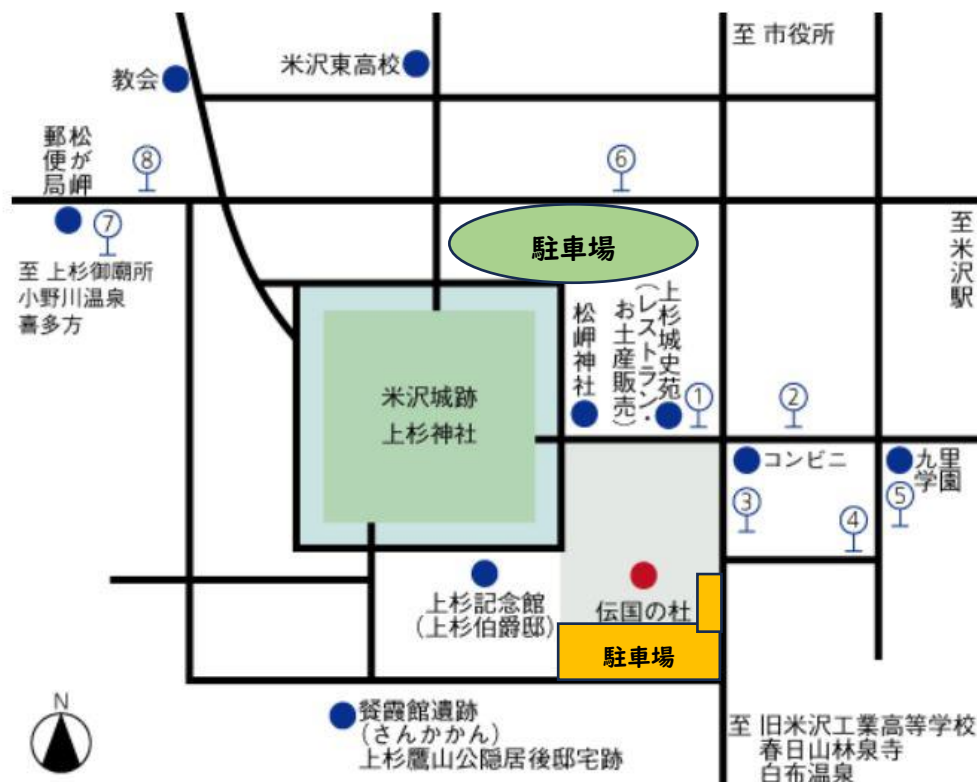 至 市役所
米沢東高校
教会
松が岬
郵便局
⑧
⑥
⑦
至 米沢駅
駐車場
至 上杉御廟所
小野川温泉
喜多方
松岬神社
上杉城史苑
(レストラン・
お土産販売)
①
②
米沢城跡
上杉神社
コンビニ
九里
学園
③
④
⑤
伝国の杜
上杉記念館
(上杉伯爵邸)
駐車場
N
餐霞館遺跡
(さんかかん)
上杉鷹山公隠居後邸宅跡
至 旧米沢工業高等学校
春日山林泉寺
白布温泉